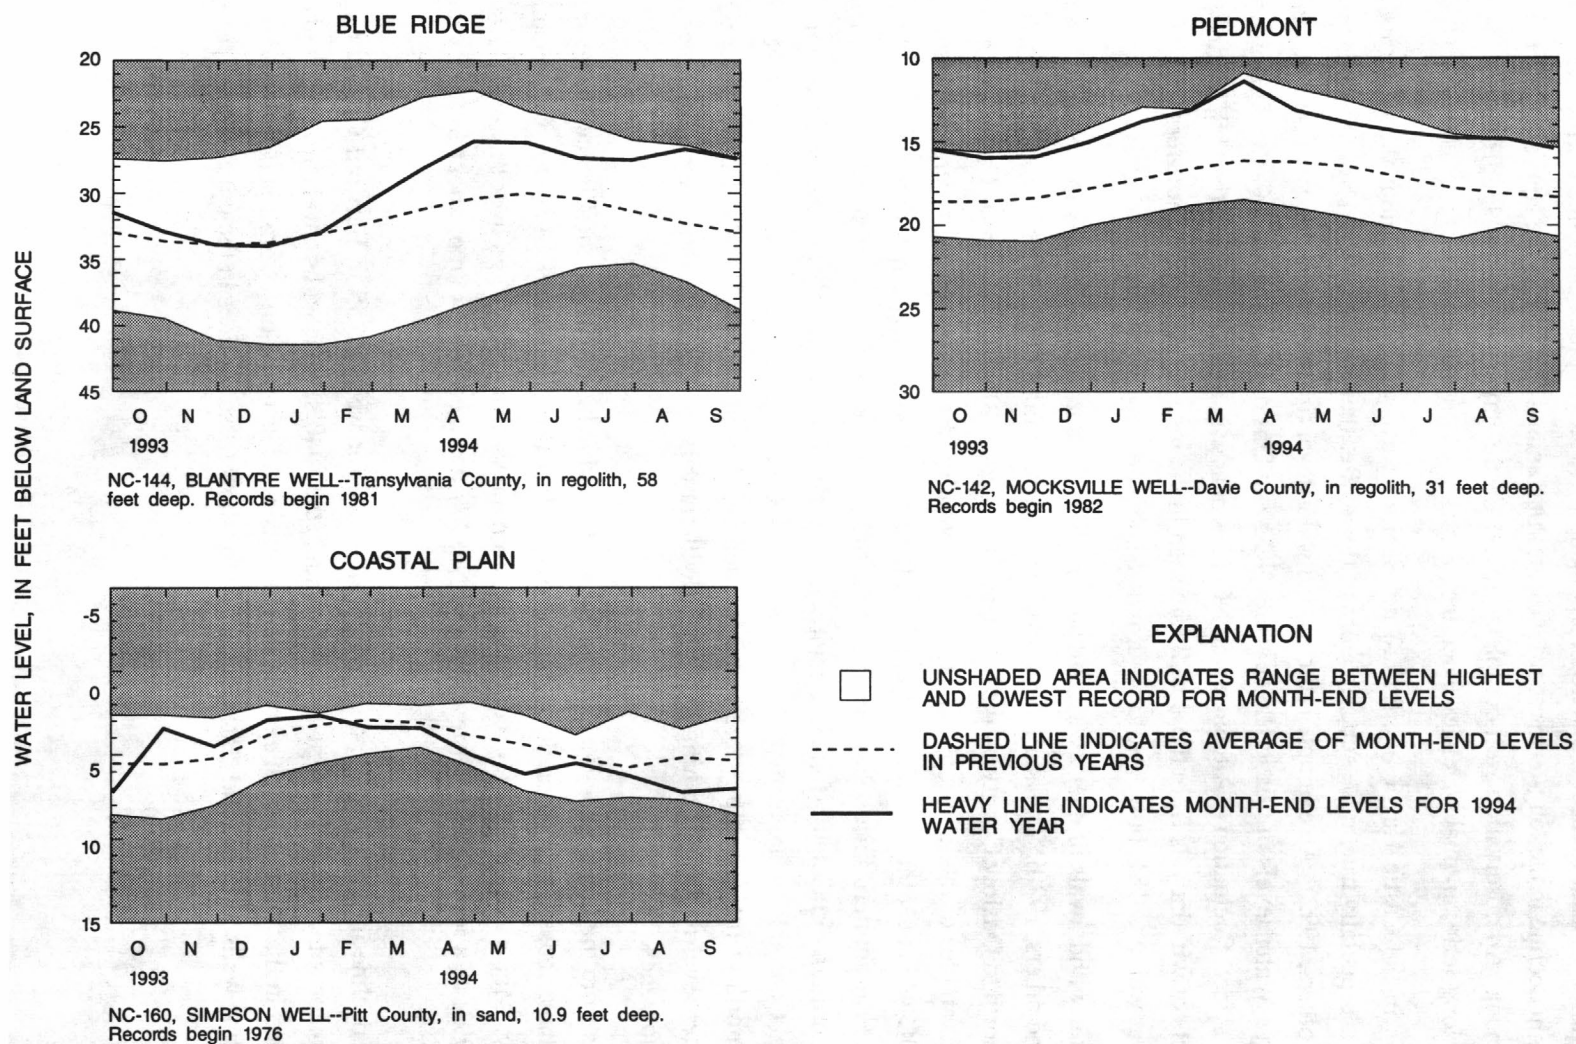 WATER LEVEL, IN FEET BELOW LAND SURFACE
BLUE RIDGE
20
25
30
35
40
45
O N D J F M A M J J A S
1993 1994
NC-144, BLANTYRE WELL--Transylvania County, in regolith, 58
feet deep. Records begin 1981
PIEDMONT
10
15
20
25
30
O N D J F M A M J J A S
1993 1994
NC-142, MOCKSVILLE WELL--Davie County, in regolith, 31 feet deep.
Records begin 1982
COASTAL PLAIN
-5
0
5
10
15
O N D J F M A M J J A S
1993 1994
NC-160, SIMPSON WELL--Pitt County, in sand, 10.9 feet deep.
Records begin 1976
EXPLANATION
UNSHADED AREA INDICATES RANGE BETWEEN HIGHEST
AND LOWEST RECORD FOR MONTH-END LEVELS
DASHED LINE INDICATES AVERAGE OF MONTH-END LEVELS
IN PREVIOUS YEARS
HEAVY LINE INDICATES MONTH-END LEVELS FOR 1994
WATER YEAR